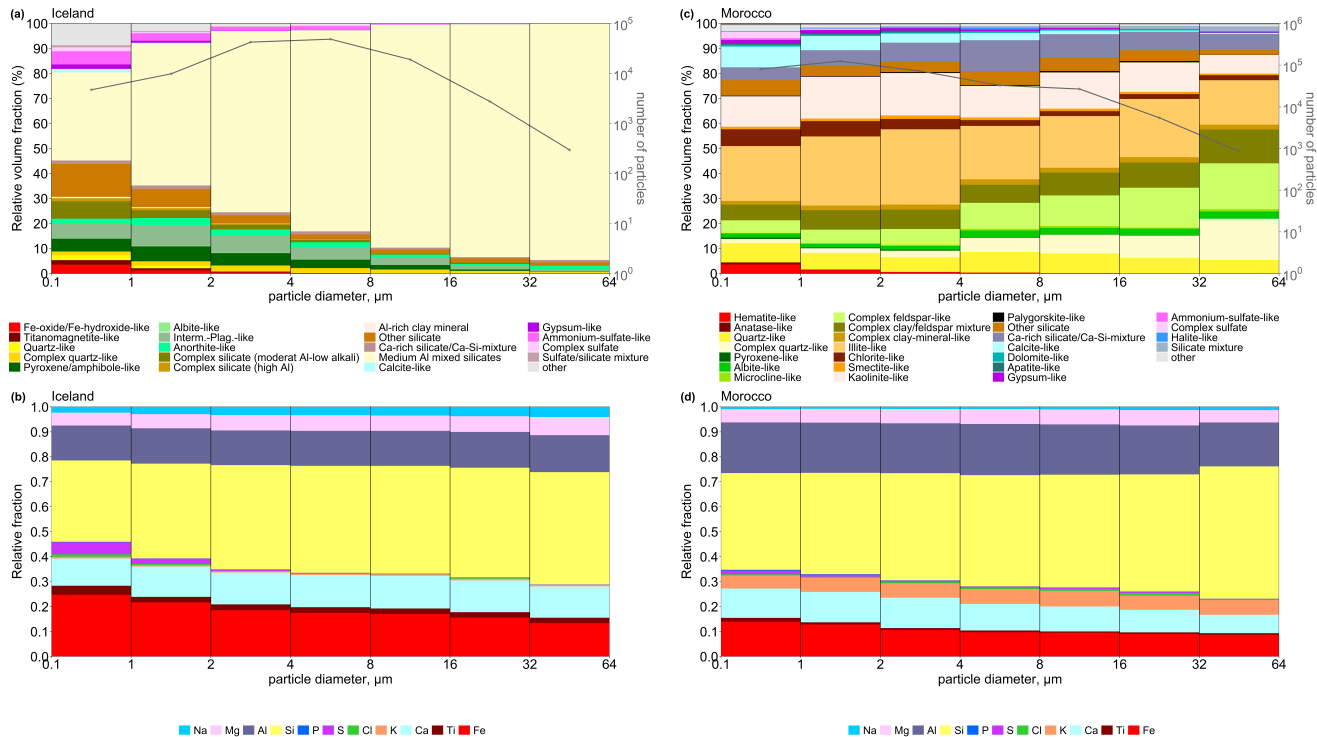 (a) Iceland
100
90
80
70
60
50
40
30
20
10
0
Relative volume fraction (%)
10^5
10^4
10^3
10^2
10^1
10^0
number of particles
0.1 1 2 4 8 16 32 64
particle diameter, µm
Fe-oxide/Fe-hydroxide-like
Titanomagnetite-like
Quartz-like
Complex quartz-like
Pyroxene/amphibole-like
Albite-like
Interm.-Plag.-like
Anorthite-like
Complex silicate (moderat Al-low alkali)
Complex silicate (high Al)
Al-rich clay mineral
Other silicate
Ca-rich silicate/Ca-Si-mixture
Medium Al mixed silicates
Calcite-like
Gypsum-like
Ammonium-sulfate-like
Complex sulfate
Sulfate/silicate mixture
other
(c) Morocco
100
90
80
70
60
50
40
30
20
10
0
Relative volume fraction (%)
10^6
10^5
10^4
10^3
10^2
10^1
10^0
number of particles
0.1 1 2 4 8 16 32 64
particle diameter, µm
Hematite-like
Anatase-like
Quartz-like
Complex quartz-like
Pyroxene-like
Albite-like
Microcline-like
Complex feldspar-like
Complex clay/feldspar mixture
Complex clay-mineral-like
Illite-like
Chlorite-like
Smectite-like
Kaolinite-like
Palygorskite-like
Other silicate
Ca-rich silicate/Ca-Si-mixture
Calcite-like
Dolomite-like
Apatite-like
Gypsum-like
Ammonium-sulfate-like
Complex sulfate
Halite-like
Silicate mixture
other
(b) Iceland
1.0
0.9
0.8
0.7
0.6
0.5
0.4
0.3
0.2
0.1
0.0
Relative fraction
0.1 1 2 4 8 16 32 64
particle diameter, µm
Na Mg Al Si P S Cl K Ca Ti Fe
(d) Morocco
1.0
0.9
0.8
0.7
0.6
0.5
0.4
0.3
0.2
0.1
0.0
Relative fraction
0.1 1 2 4 8 16 32 64
particle diameter, µm
Na Mg Al Si P S Cl K Ca Ti Fe